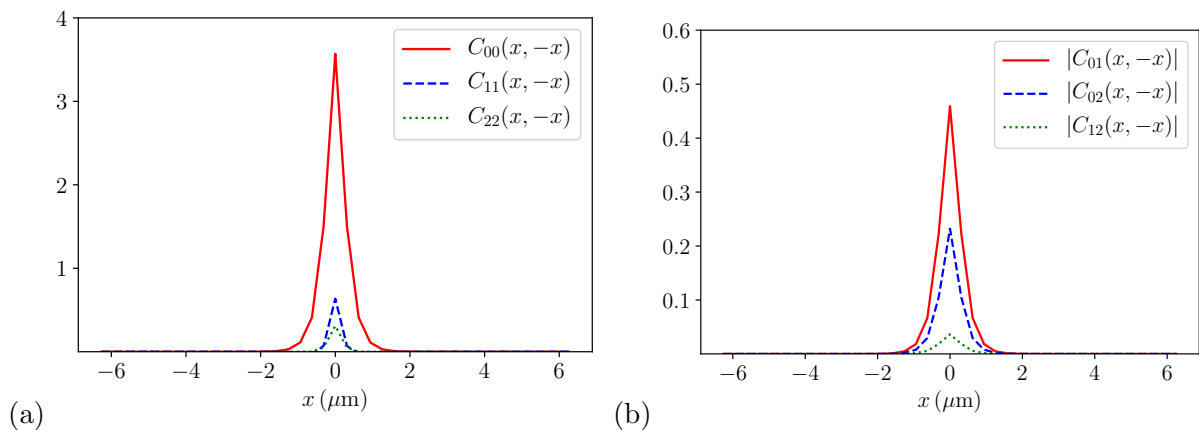 4
3
2
1
−6 −4 −2 0 2 4 6
x (μm)
C₀₀(x, −x)
C₁₁(x, −x)
C₂₂(x, −x)
(a)
0.6
0.5
0.4
0.3
0.2
0.1
−6 −4 −2 0 2 4 6
x (μm)
|C₀₁(x, −x)|
|C₀₂(x, −x)|
|C₁₂(x, −x)|
(b)